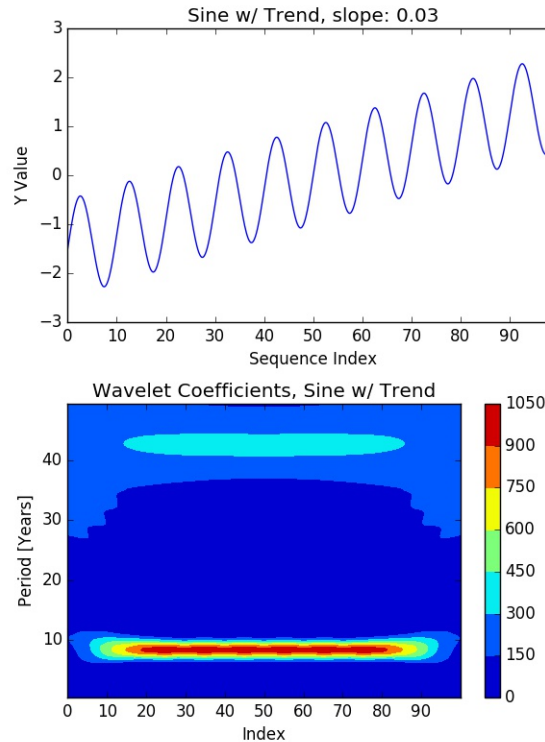 Sine w/ Trend, slope: 0.03
3
2
1
0
−1
−2
−3
Y Value
0 10 20 30 40 50 60 70 80 90
Sequence Index
Wavelet Coefficients, Sine w/ Trend
40
30
20
10
Period [Years]
0 10 20 30 40 50 60 70 80 90
Index
1050
900
750
600
450
300
150
0